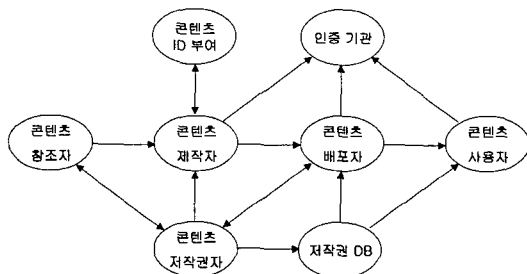 콘텐츠
ID 부여
인증 기관
콘텐츠
창조자
콘텐츠
제작자
콘텐츠
배포자
콘텐츠
사용자
콘텐츠
저작권자
저작권 DB